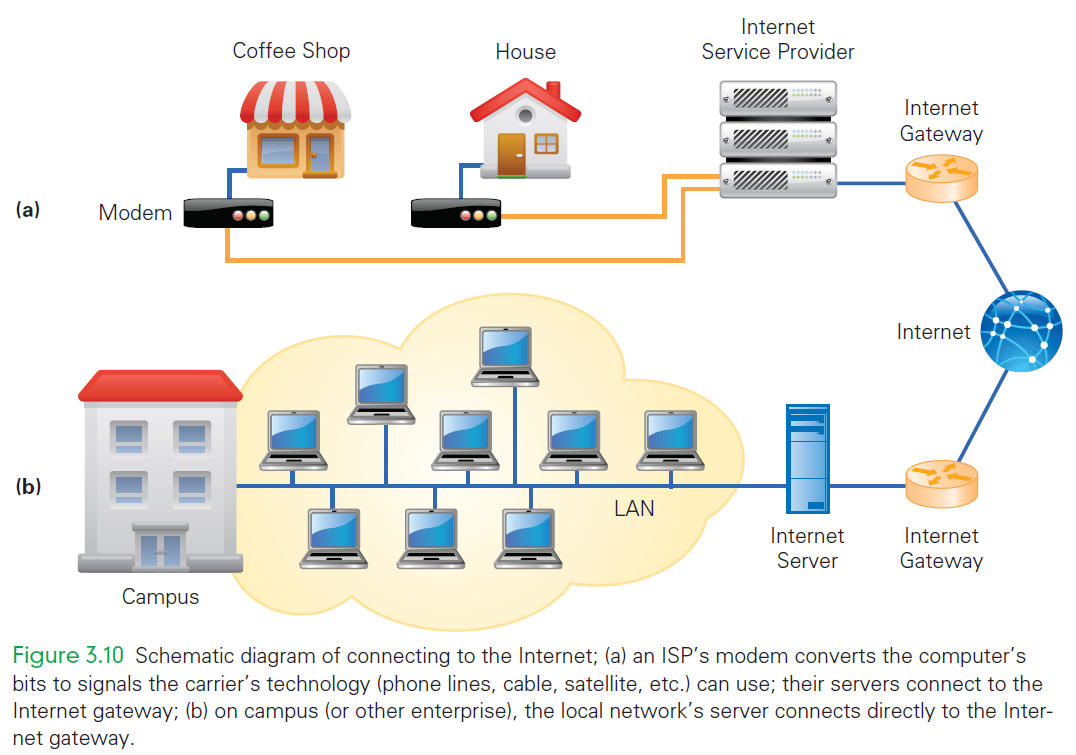 Coffee Shop
House
Internet
Service Provider
Internet
Gateway
(a)
Modem
Internet
(b)
LAN
Campus
Internet
Server
Internet
Gateway
Figure 3.10 Schematic diagram of connecting to the Internet; (a) an ISP’s modem converts the computer’s
bits to signals the carrier’s technology (phone lines, cable, satellite, etc.) can use; their servers connect to the
Internet gateway; (b) on campus (or other enterprise), the local network’s server connects directly to the Inter-
net gateway.